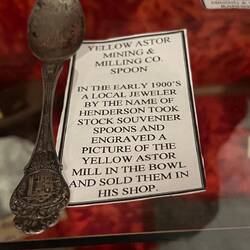 YELLOW ASTOR
MINING &
MILLING CO.
SPOON
IN THE EARLY 1900'S
A LOCAL JEWELER
BY THE NAME OF
HENDERSON TOOK
STOCK SOUVENIER
SPOONS AND
ENGRAVED A
PICTURE OF THE
YELLOW ASTOR
MILL IN THE BOWL
AND SOLD THEM IN
HIS SHOP.